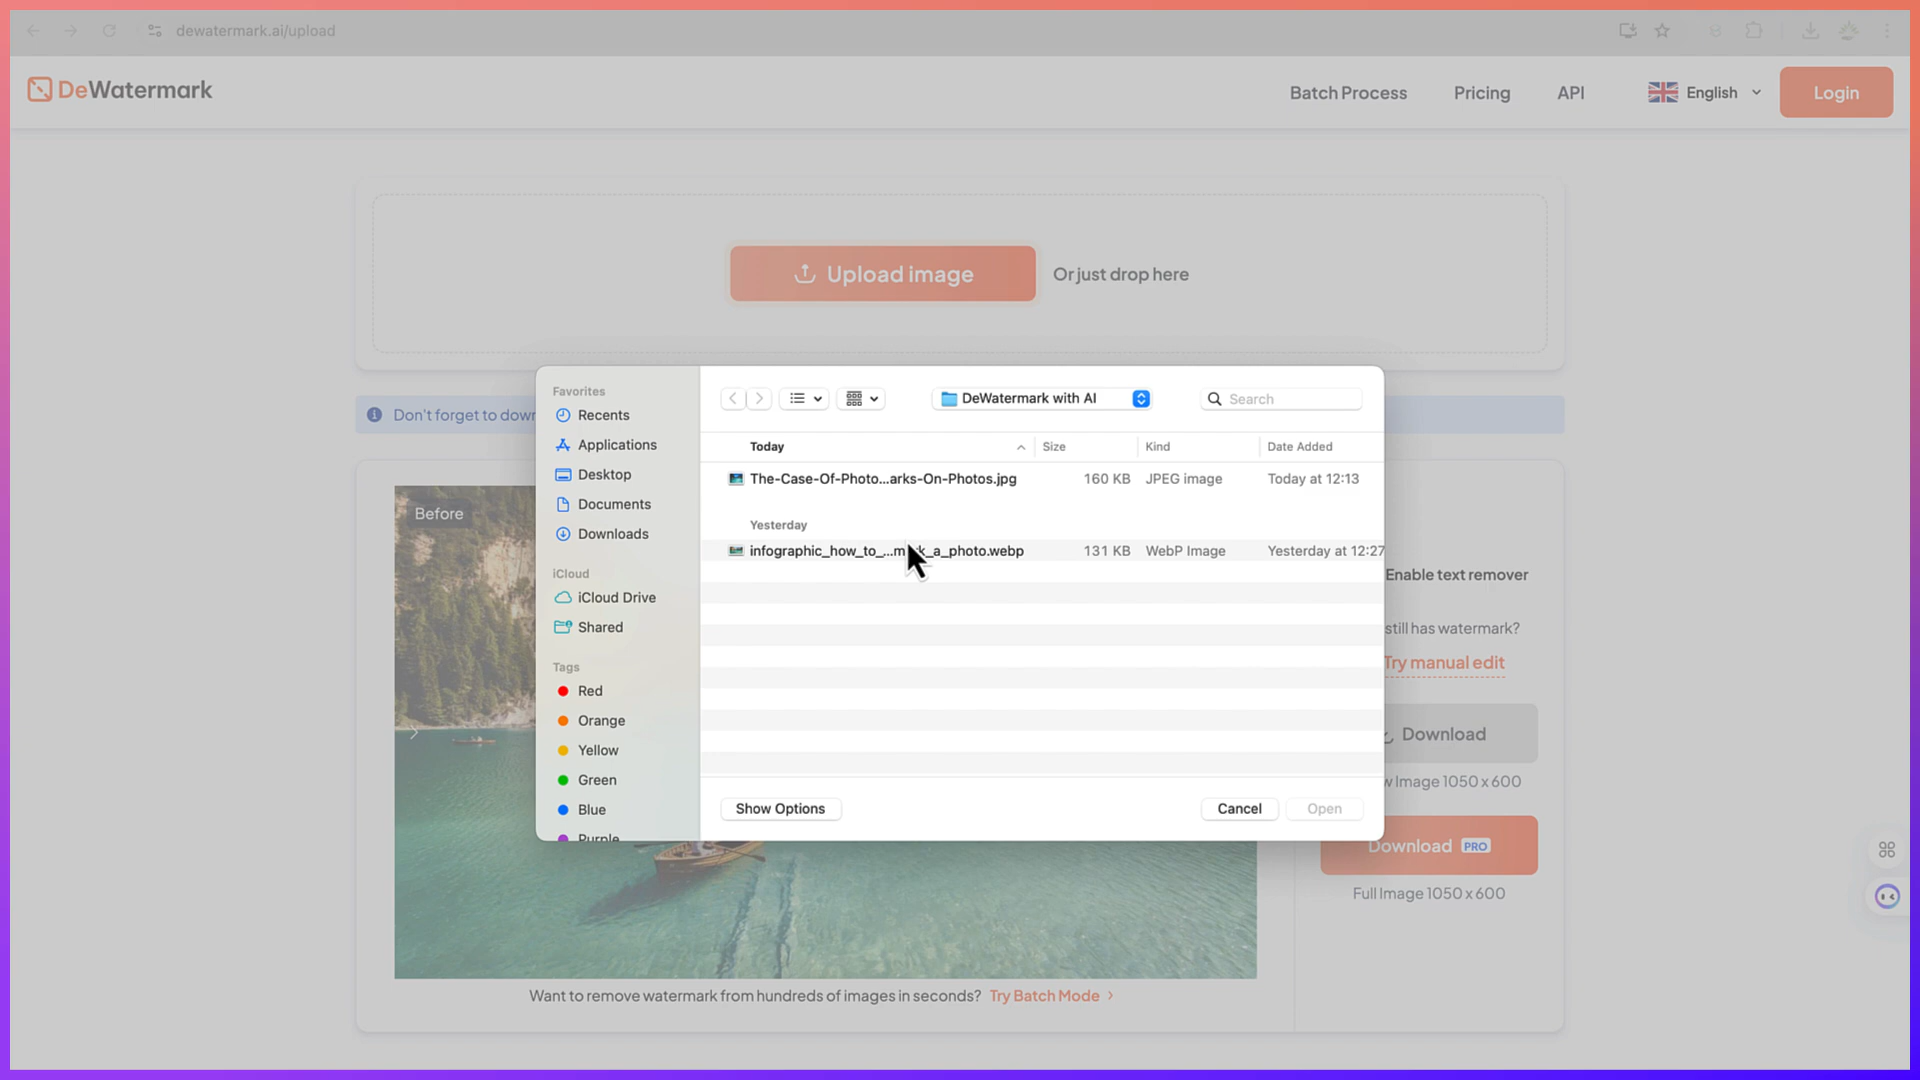 dewatermark.ai/upload
DeWatermark
Batch Process
Pricing
API
English
Login
Upload image
Or just drop here
Don't forget to dow
Before
Favorites
Recents
Applications
Desktop
Documents
Downloads
iCloud
iCloud Drive
Shared
Tags
Red
Orange
Yellow
Green
Blue
Purple
DeWatermark with AI
Search
Today Size Kind Date Added
The-Case-Of-Photo...arks-On-Photos.jpg 160 KB JPEG image Today at 12:13
Yesterday
infographic_how_to_...m k_a_photo.webp 131 KB WebP Image Yesterday at 12:27
Show Options
Cancel
Open
Enable text remover
still has watermark?
Try manual edit
Download
w Image 1050 x 600
Download PRO
Full Image 1050 x 600
Want to remove watermark from hundreds of images in seconds? Try Batch Mode